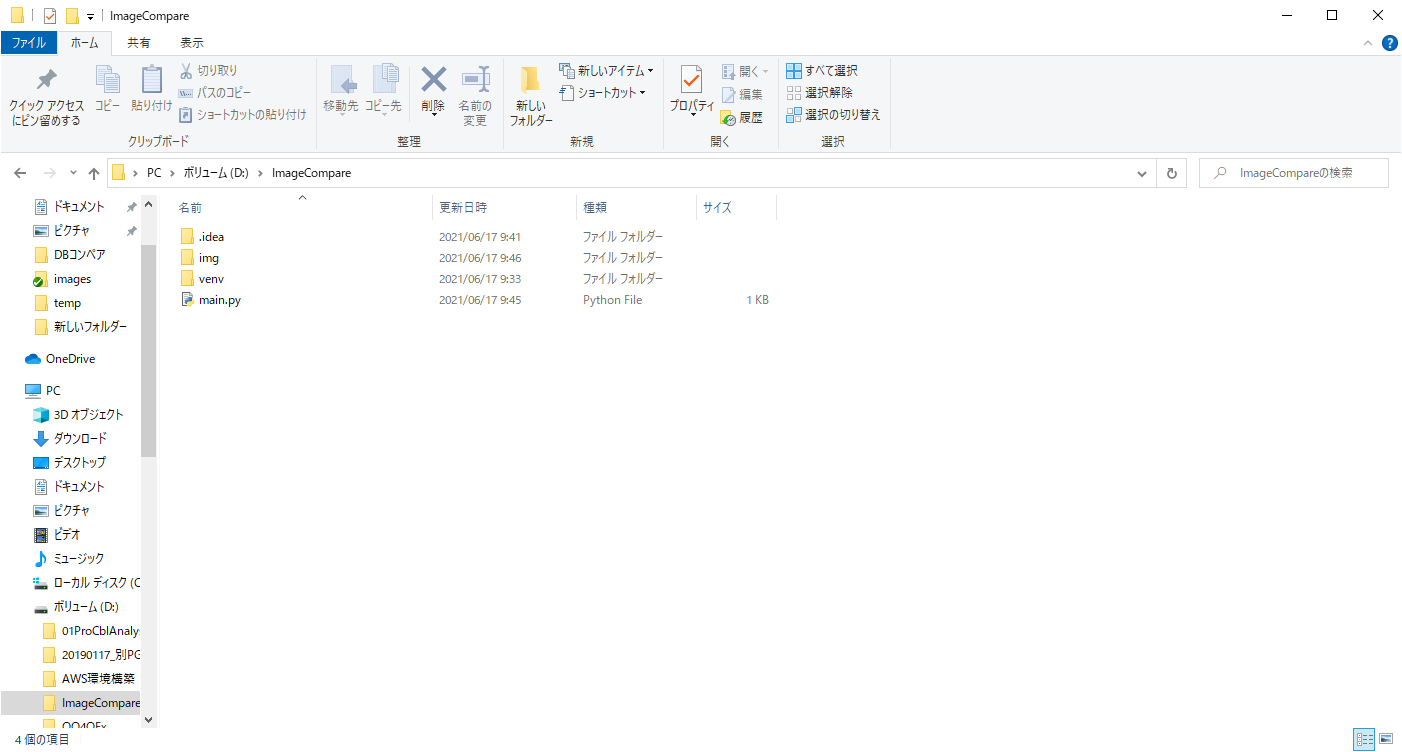 ImageCompare
ファイル ホーム 共有 表示
クイック アクセス
にピン留めする
コピー
貼り付け
切り取り
パスのコピー
ショートカットの貼り付け
クリップボード
移動先
コピー先
削除
名前の
変更
整理
新しい
フォルダー
新しいアイテム
ショートカット
新規
プロパティ
開く
編集
履歴
開く
すべて選択
選択解除
選択の切り替え
選択
PC ボリューム (D:) ImageCompare
ImageCompareの検索
ドキュメント
ピクチャ
DBコンペア
images
temp
新しいフォルダー
OneDrive
PC
3D オブジェクト
ダウンロード
デスクトップ
ドキュメント
ピクチャ
ビデオ
ミュージック
ローカル ディスク (C
ボリューム (D:)
01ProCblAnaly
20190117_別PG
AWS環境構築
ImageCompare
名前 更新日時 種類 サイズ
.idea 2021/06/17 9:41 ファイル フォルダー
img 2021/06/17 9:46 ファイル フォルダー
venv 2021/06/17 9:33 ファイル フォルダー
main.py 2021/06/17 9:45 Python File 1 KB
4 個の項目